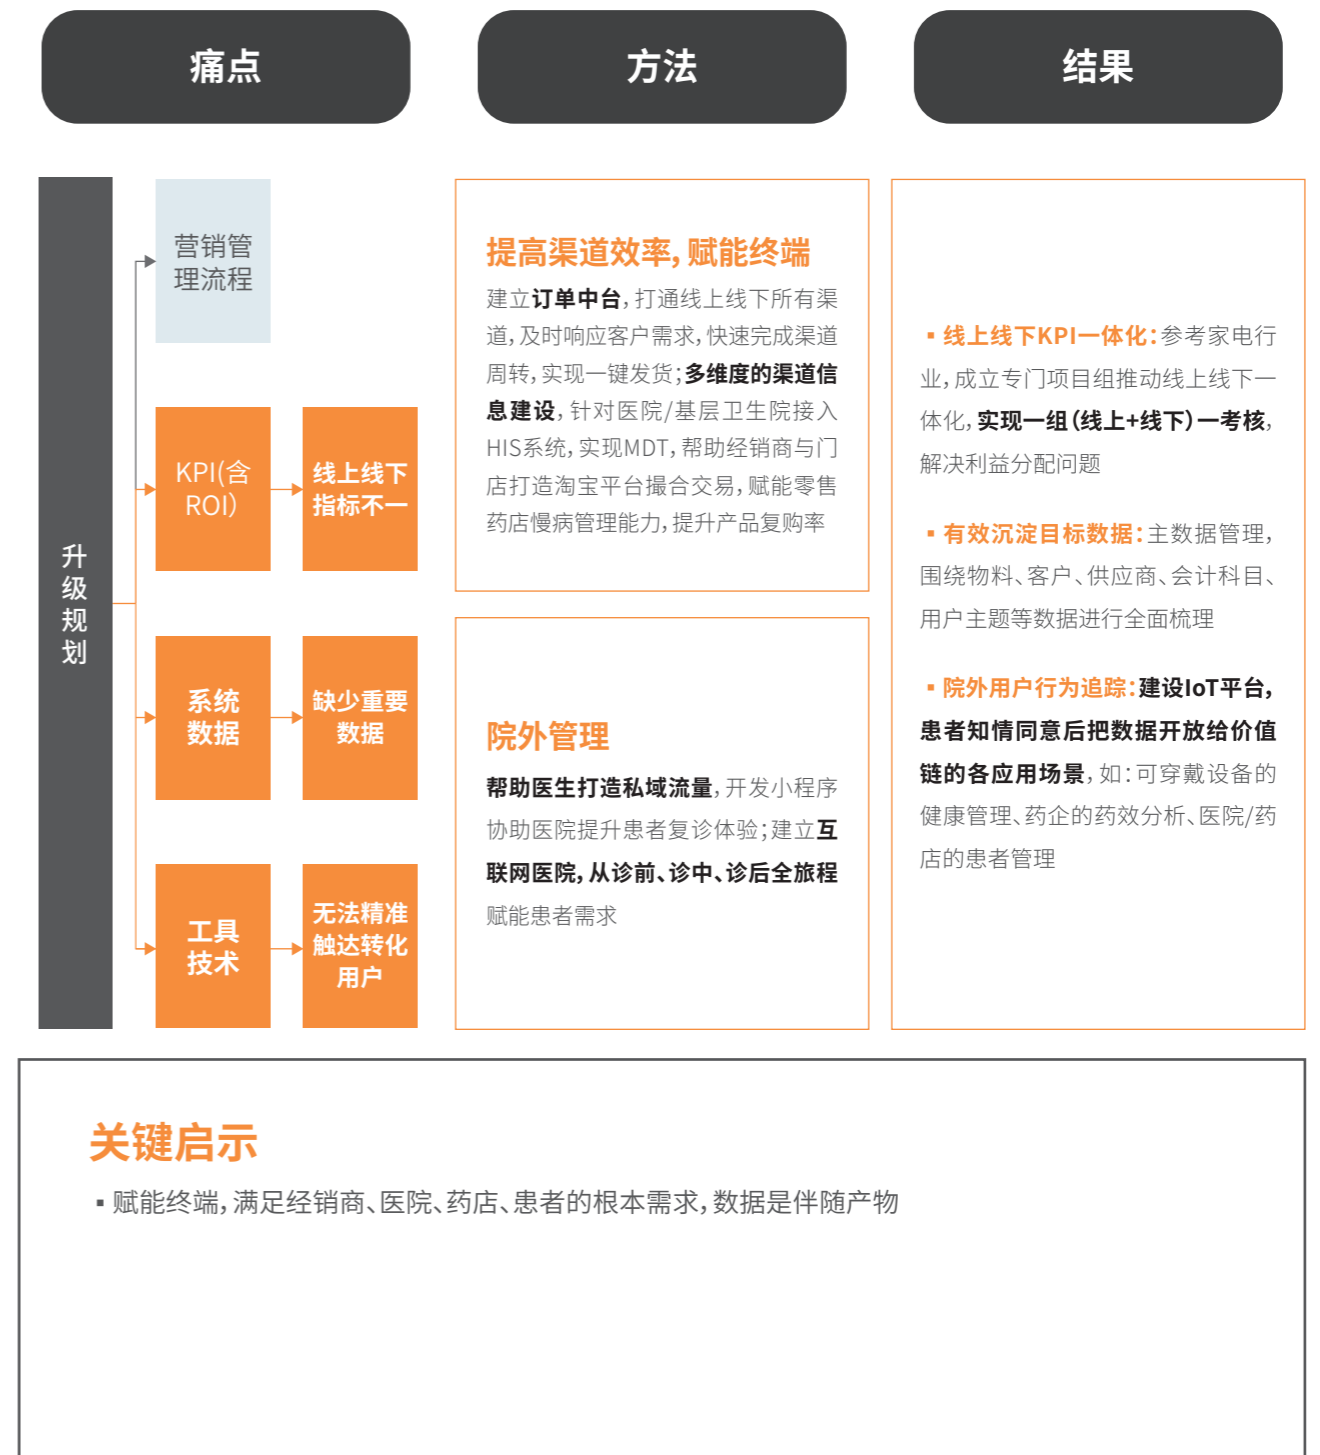 痛点
方法
结果
升级规划
营销管
理流程
KPI(含
ROI)
线上线下
指标不一
系统
数据
缺少重要
数据
工具
技术
无法精准
触达转化
用户
提高渠道效率，赋能终端
建立订单中台，打通线上线下所有渠
道，及时响应客户需求，快速完成渠道
周转，实现一键发货；多维度的渠道信
息建设，针对医院/基层卫生院接入
HIS系统，实现MDT，帮助经销商与门
店打造淘宝平台撮合交易，赋能零售
药店慢病管理能力，提升产品复购率
院外管理
帮助医生打造私域流量，开发小程序
协助医院提升患者复诊体验；建立互
联网医院，从诊前、诊中、诊后全旅程
赋能患者需求
▪线上线下KPI一体化：参考家电行
业，成立专门项目组推动线上线下一
体化，实现一组（线上+线下）一考核，
解决利益分配问题
▪有效沉淀目标数据：主数据管理，
围绕物料、客户、供应商、会计科目、
用户主题等数据进行全面梳理
▪院外用户行为追踪：建设IoT平台，
患者知情同意后把数据开放给价值
链的各应用场景，如：可穿戴设备的
健康管理、药企的药效分析、医院/药
店的患者管理
关键启示
▪赋能终端，满足经销商、医院、药店、患者的根本需求，数据是伴随产物